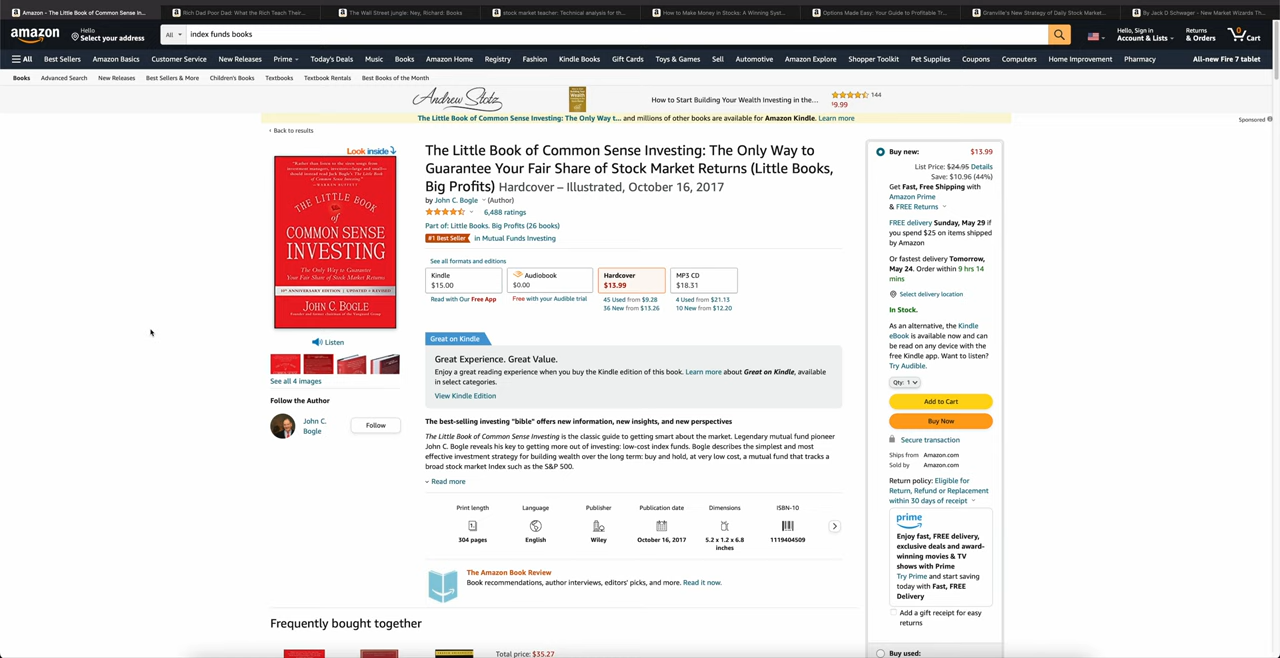 Amazon - The Little Book of Common Sense In...
Rich Dad Poor Dad: What the Rich Teach Their...
The Wall Street Jungle: Ney, Richard: Books
stock market teacher: Technical analysis for th...
How to Make Money in Stocks: A Winning Syst...
Options Made Easy: Your Guide to Profitable Tr...
Granville's New Strategy of Daily Stock Market...
By Jack D Schwager - New Market Wizards Th...
amazon
Hello
Select your address
All
index funds books
Hello, Sign in
Account & Lists
Returns
& Orders
0
Cart
All
Best Sellers
Amazon Basics
Customer Service
New Releases
Prime
Today's Deals
Music
Books
Amazon Home
Registry
Fashion
Kindle Books
Gift Cards
Toys & Games
Sell
Automotive
Amazon Explore
Shopper Toolkit
Pet Supplies
Coupons
Computers
Home Improvement
Pharmacy
All-new Fire 7 tablet
Books
Advanced Search
New Releases
Best Sellers & More
Children's Books
Textbooks
Textbook Rentals
Best Books of the Month
Andrew Stotz
How to Start Building Your Wealth Investing in the...
144
$9.99
The Little Book of Common Sense Investing: The Only Way t... and millions of other books are available for Amazon Kindle. Learn more
Sponsored
‹ Back to results
Look inside
THE LITTLE BOOK
of
COMMON SENSE
INVESTING
The Only Way to Guarantee
Your Fair Share of Stock Market Returns
10TH ANNIVERSARY EDITION | UPDATED & REVISED
JOHN C. BOGLE
Listen
See all 4 images
Follow the Author
John C.
Bogle
Follow
The Little Book of Common Sense Investing: The Only Way to
Guarantee Your Fair Share of Stock Market Returns (Little Books,
Big Profits) Hardcover – Illustrated, October 16, 2017
by John C. Bogle (Author)
6,488 ratings
Part of: Little Books. Big Profits (26 books)
#1 Best Seller in Mutual Funds Investing
See all formats and editions
Kindle
$15.00
Read with Our Free App
Audiobook
$0.00
Free with your Audible trial
Hardcover
$13.99
45 Used from $9.28
36 New from $13.26
MP3 CD
$18.31
4 Used from $21.13
10 New from $12.20
Great on Kindle
Great Experience. Great Value.
Enjoy a great reading experience when you buy the Kindle edition of this book. Learn more about Great on Kindle, available
in select categories.
View Kindle Edition
The best-selling investing "bible" offers new information, new insights, and new perspectives
The Little Book of Common Sense Investing is the classic guide to getting smart about the market. Legendary mutual fund pioneer
John C. Bogle reveals his key to getting more out of investing: low-cost index funds. Bogle describes the simplest and most
effective investment strategy for building wealth over the long term: buy and hold, at very low cost, a mutual fund that tracks a
broad stock market Index such as the S&P 500.
Read more
Print length
304 pages
Language
English
Publisher
Wiley
Publication date
October 16, 2017
Dimensions
5.2 x 1.2 x 6.8
inches
ISBN-10
1119404509
The Amazon Book Review
Book recommendations, author interviews, editors' picks, and more. Read it now.
Frequently bought together
Total price: $35.27
Buy new:
$13.99
List Price: $24.95 Details
Save: $10.96 (44%)
Get Fast, Free Shipping with
Amazon Prime
& FREE Returns
FREE delivery Sunday, May 29 if
you spend $25 on items shipped
by Amazon
Or fastest delivery Tomorrow,
May 24. Order within 9 hrs 14
mins
Select delivery location
In Stock.
As an alternative, the Kindle
eBook is available now and can
be read on any device with the
free Kindle app. Want to listen?
Try Audible.
Qty: 1
Add to Cart
Buy Now
Secure transaction
Ships from Amazon.com
Sold by Amazon.com
Return policy: Eligible for
Return, Refund or Replacement
within 30 days of receipt
prime
Enjoy fast, FREE delivery,
exclusive deals and award-
winning movies & TV
shows with Prime
Try Prime and start saving
today with Fast, FREE
Delivery
Add a gift receipt for easy
returns
Buy used: